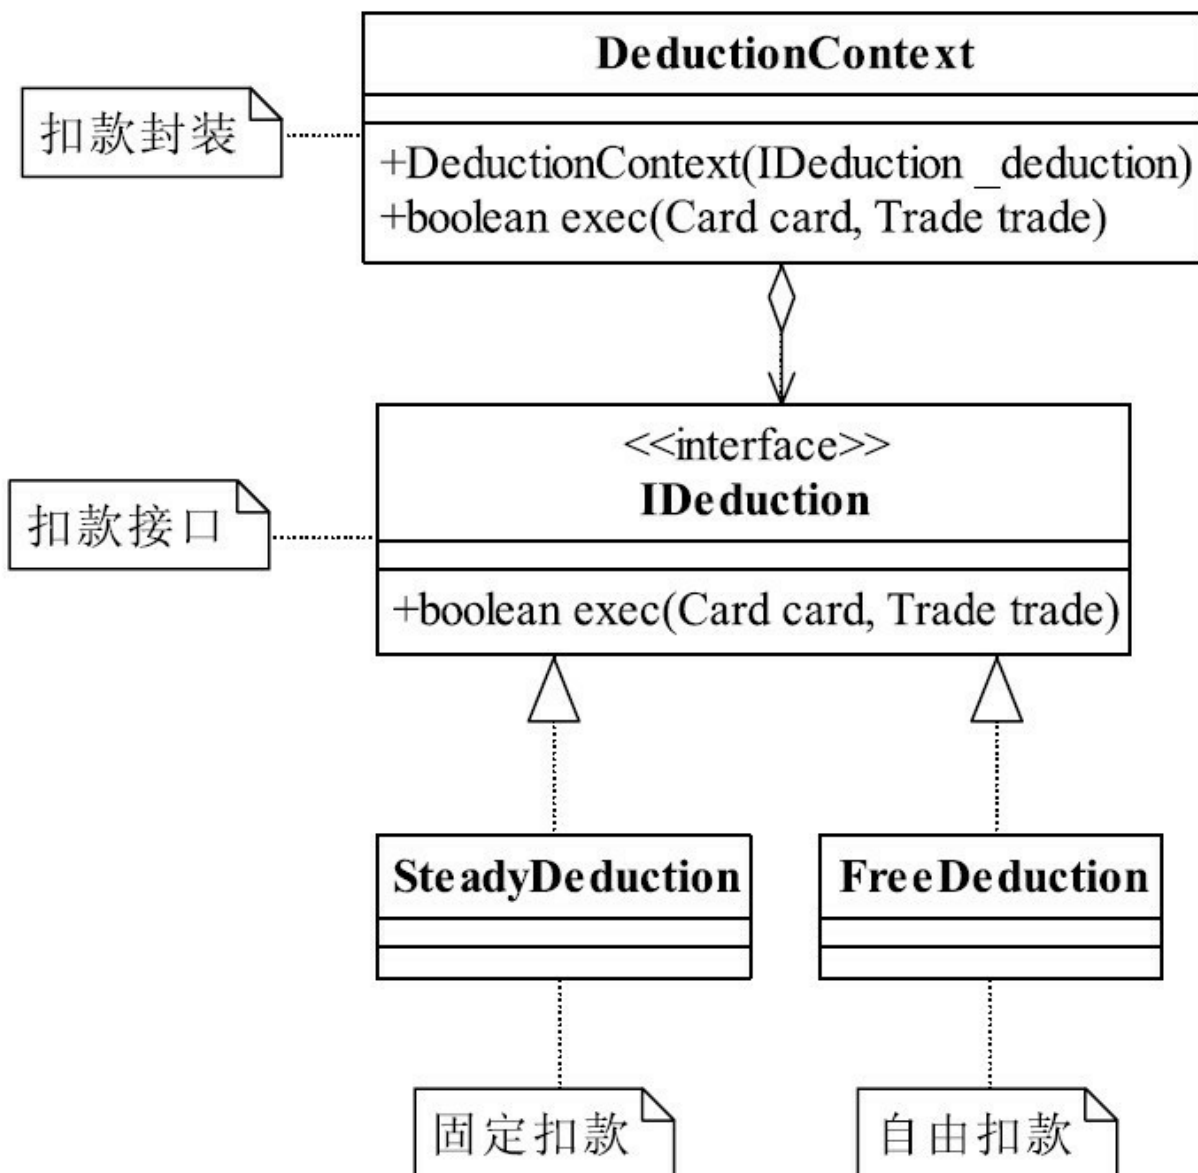 DeductionContext
扣款封装
+DeductionContext(IDeduction _deduction)
+boolean exec(Card card, Trade trade)
<<interface>>
IDeduction
扣款接口
+boolean exec(Card card, Trade trade)
SteadyDeduction
FreeDeduction
固定扣款
自由扣款